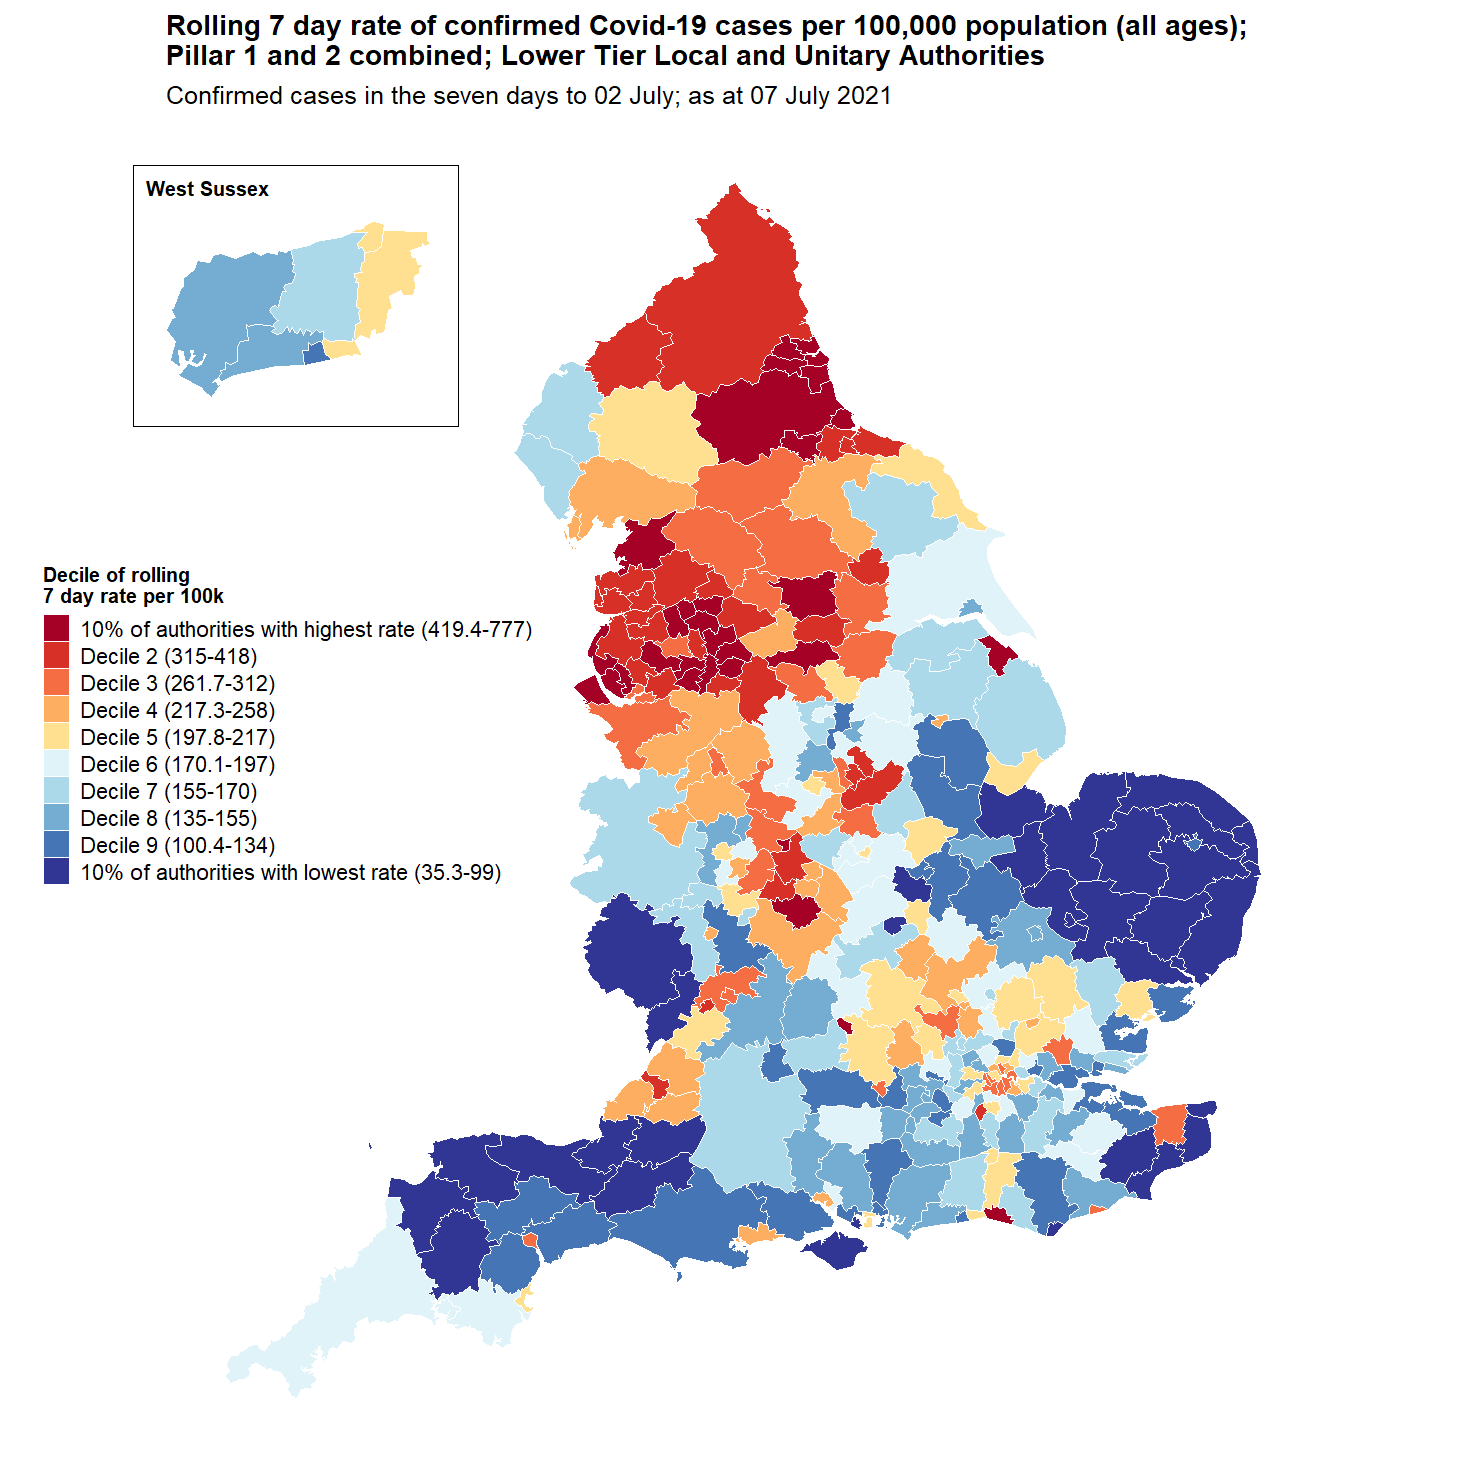 Rolling 7 day rate of confirmed Covid-19 cases per 100,000 population (all ages);
Pillar 1 and 2 combined; Lower Tier Local and Unitary Authorities
Confirmed cases in the seven days to 02 July; as at 07 July 2021
West Sussex
Decile of rolling
7 day rate per 100k
10% of authorities with highest rate (419.4-777)
Decile 2 (315-418)
Decile 3 (261.7-312)
Decile 4 (217.3-258)
Decile 5 (197.8-217)
Decile 6 (170.1-197)
Decile 7 (155-170)
Decile 8 (135-155)
Decile 9 (100.4-134)
10% of authorities with lowest rate (35.3-99)